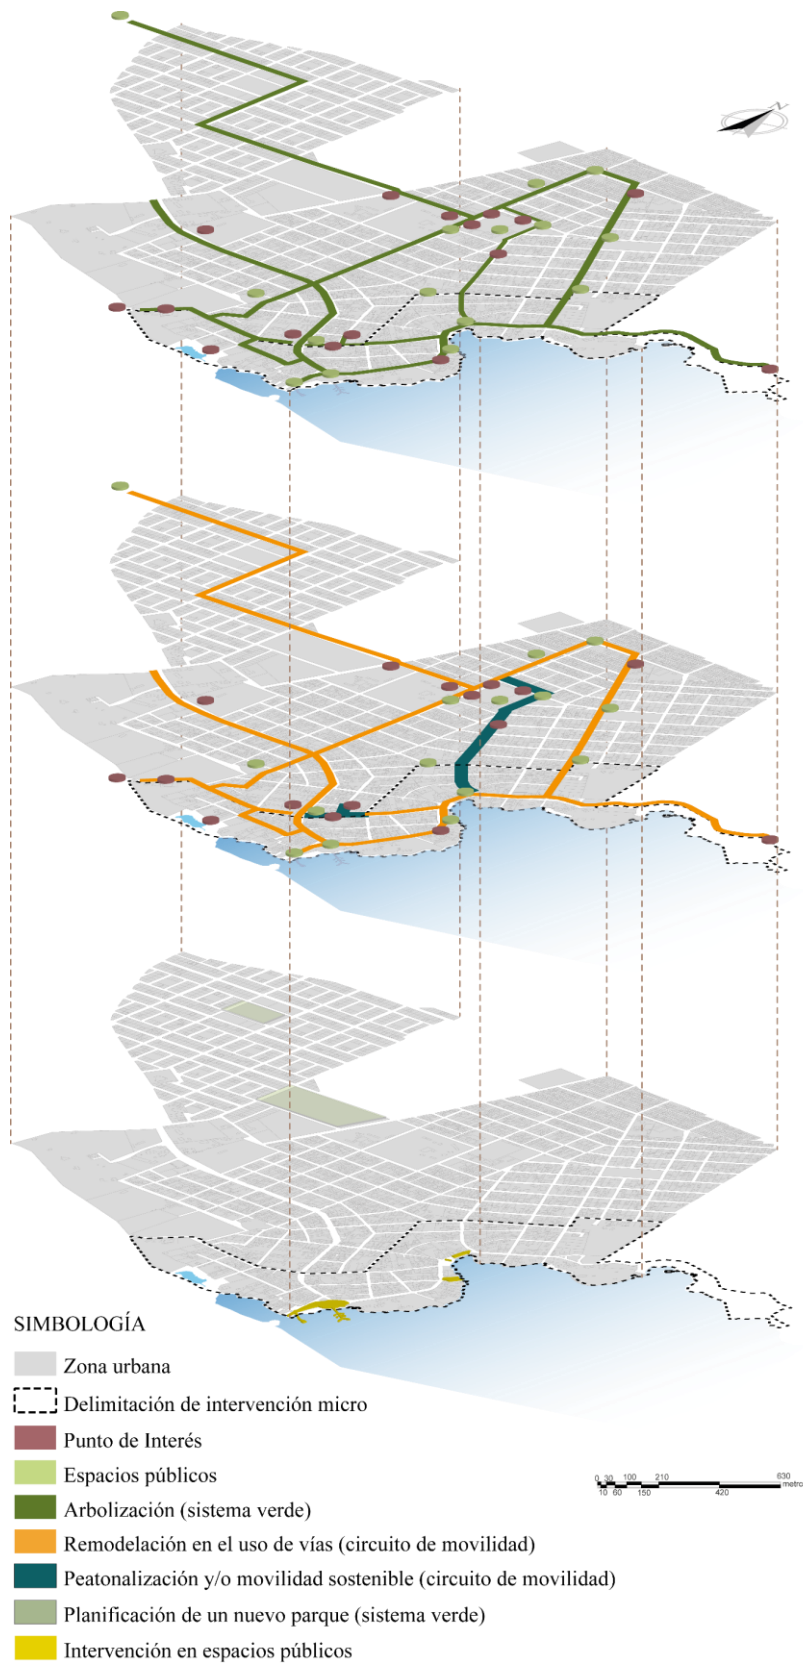 N
SIMBOLOGÍA
Zona urbana
Delimitación de intervención micro
Punto de Interés
Espacios públicos
0 30 100 210 630
metro
10 60 150 420
Arbolización (sistema verde)
Remodelación en el uso de vías (circuito de movilidad)
Peatonalización y/o movilidad sostenible (circuito de movilidad)
Planificación de un nuevo parque (sistema verde)
Intervención en espacios públicos